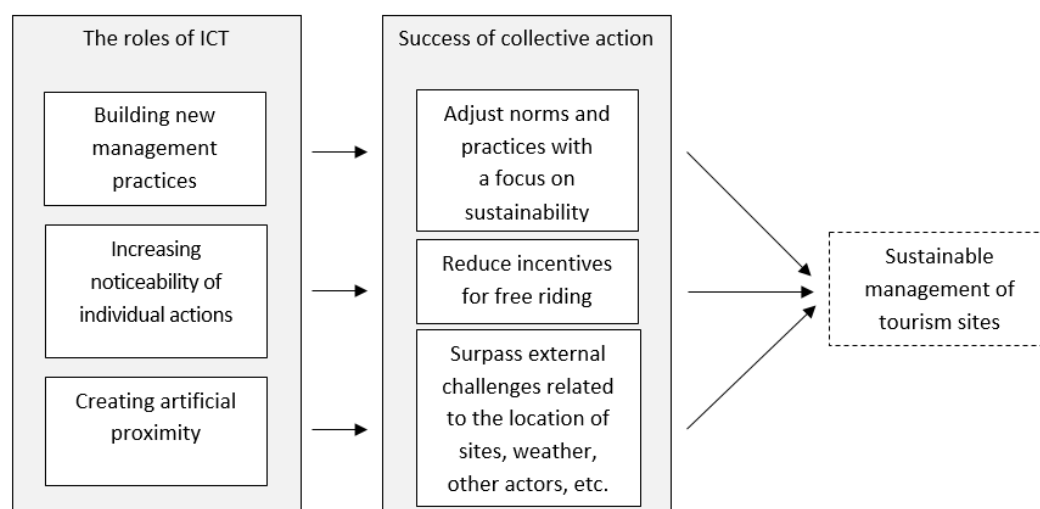 The roles of ICT
Building new
management
practices
Increasing
noticeability of
individual actions
Creating artificial
proximity
Success of collective action
Adjust norms and
practices with
a focus on
sustainability
Reduce incentives
for free riding
Surpass external
challenges related
to the location of
sites, weather,
other actors, etc.
Sustainable
management of
tourism sites